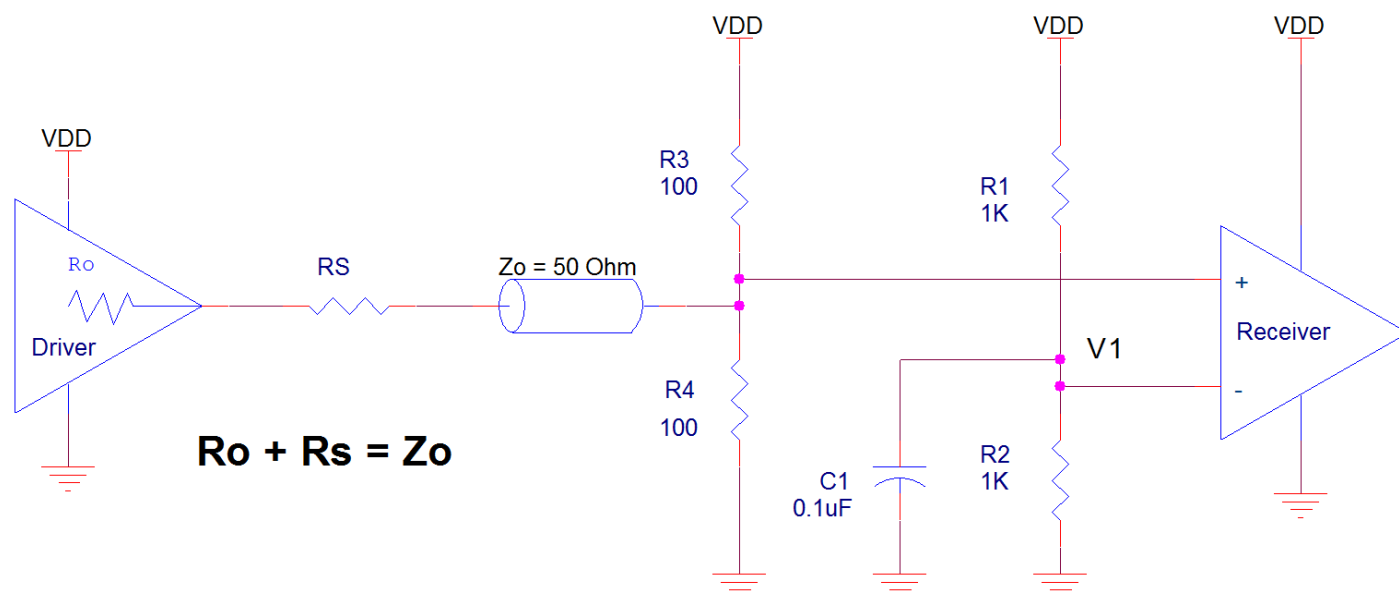 VDD
VDD
VDD
VDD
R3
100
R1
1K
Ro
RS
Zo = 50 Ohm
+
Driver
Receiver
V1
-
R4
100
Ro + Rs = Zo
R2
1K
C1
0.1uF